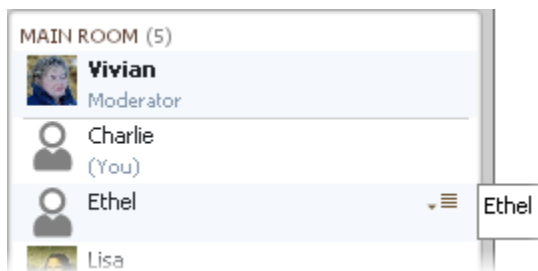 MAIN ROOM (5)
Vivian
Moderator
Charlie
(You)
Ethel
Ethel
Lisa